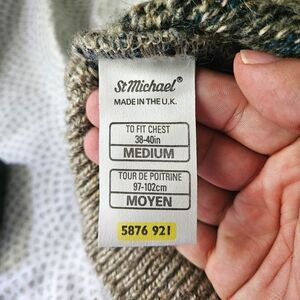 St Michael®
MADE IN THE U.K.
TO FIT CHEST
38-40in
MEDIUM
TOUR DE POITRINE
97-102cm
MOYEN
5876 921